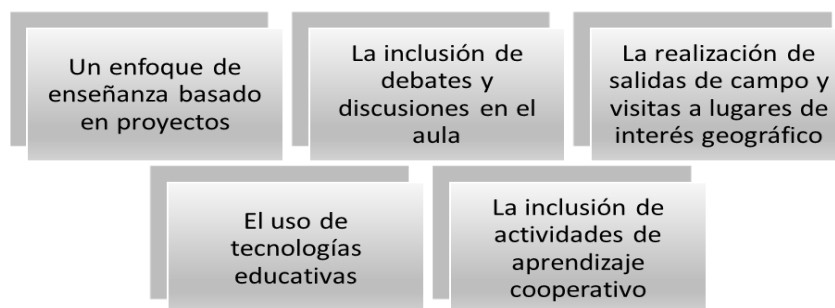 Un enfoque de
enseñanza basado
en proyectos
La inclusión de
debates y
discusiones en el
aula
La realización de
salidas de campo y
visitas a lugares de
interés geográfico
El uso de
tecnologías
educativas
La inclusión de
actividades de
aprendizaje
cooperativo